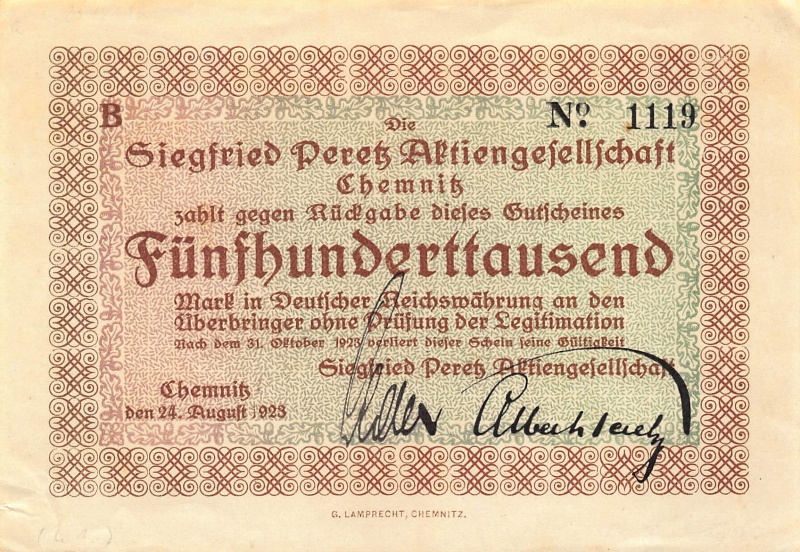 B
No. 1119
Die
Siegfried Peretz Aktiengesellschaft
Chemnitz
zahlt gegen Rückgabe dieses Gutscheines
Fünfhunderttausend
Mark in Deutscher Reichswährung an den
Überbringer ohne Prüfung der Legitimation
Nach dem 31. Oktober 1923 verliert dieser Schein seine Gültigkeit
Siegfried Peretz Aktiengesellschaft
Chemnitz
den 24. August 1923
Albert Peretz
G. LAMPRECHT, CHEMNITZ.